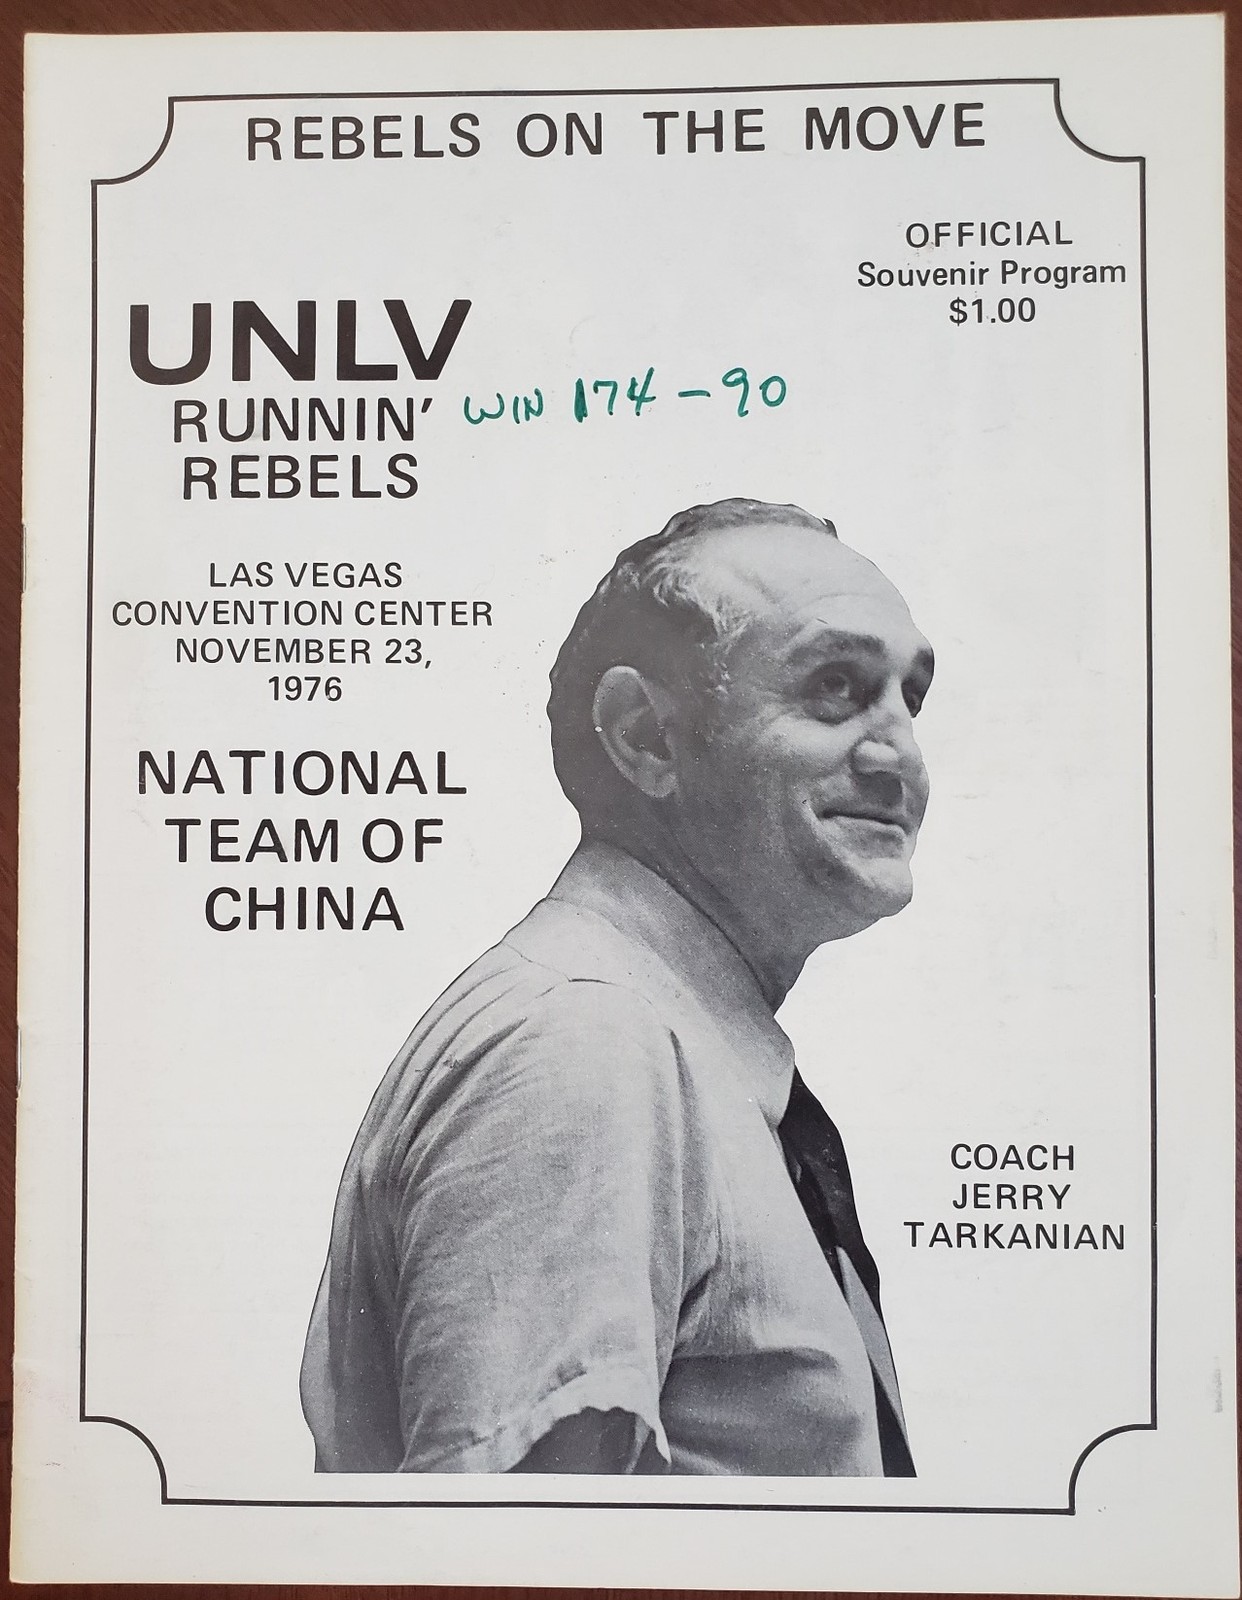 REBELS ON THE MOVE
OFFICIAL
Souvenir Program
$1.00
UNLV
RUNNIN'
REBELS
WIN 174-90
LAS VEGAS
CONVENTION CENTER
NOVEMBER 23,
1976
NATIONAL
TEAM OF
CHINA
COACH
JERRY
TARKANIAN